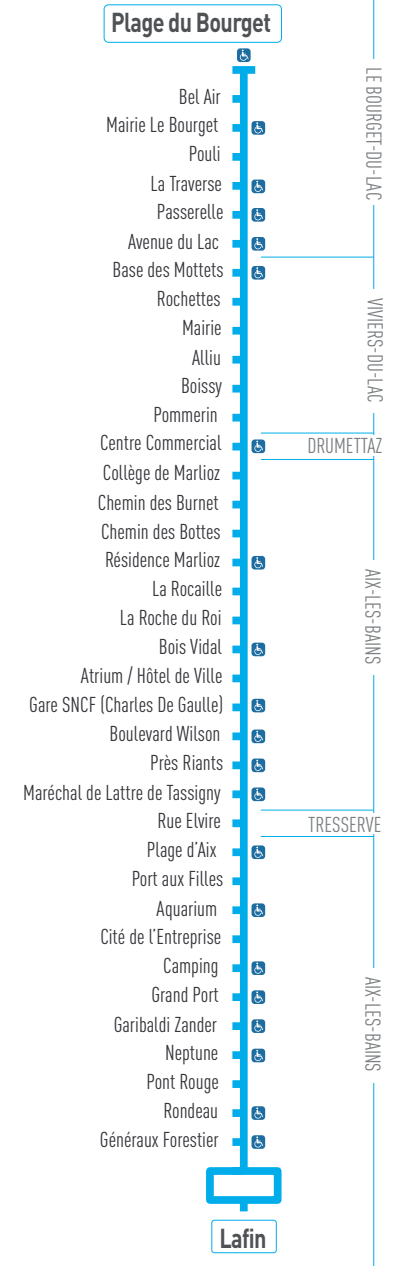 Plage du Bourget
Bel Air
Mairie Le Bourget
Pouli
La Traverse
Passerelle
Avenue du Lac
LE BOURGET-DU-LAC
Base des Mottets
Rochettes
Mairie
Alliu
Boissy
Pommerin
VIVIERS-DU-LAC
Centre Commercial
DRUMETTAZ
Collège de Marlioz
Chemin des Burnet
Chemin des Bottes
Résidence Marlioz
La Rocaille
La Roche du Roi
Bois Vidal
Atrium / Hôtel de Ville
Gare SNCF (Charles De Gaulle)
Boulevard Wilson
Près Riants
Maréchal de Lattre de Tassigny
AIX-LES-BAINS
Rue Elvire
TRESSERVE
Plage d'Aix
Port aux Filles
Aquarium
Cité de l'Entreprise
Camping
Grand Port
Garibaldi Zander
Neptune
Pont Rouge
Rondeau
Généraux Forestier
AIX-LES-BAINS
Lafin